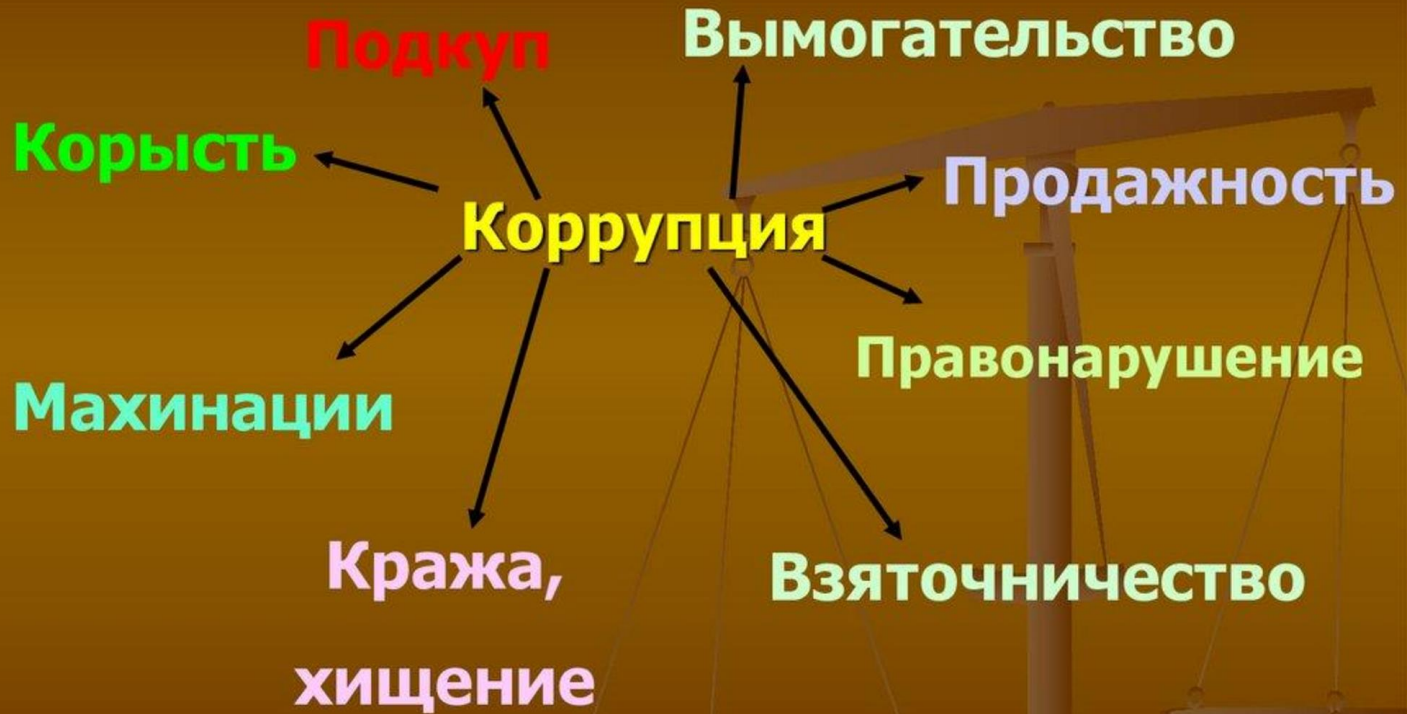 Подкуп
Вымогательство
Корысть
Продажность
Коррупция
Правонарушение
Махинации
Кража,
хищение
Взяточничество